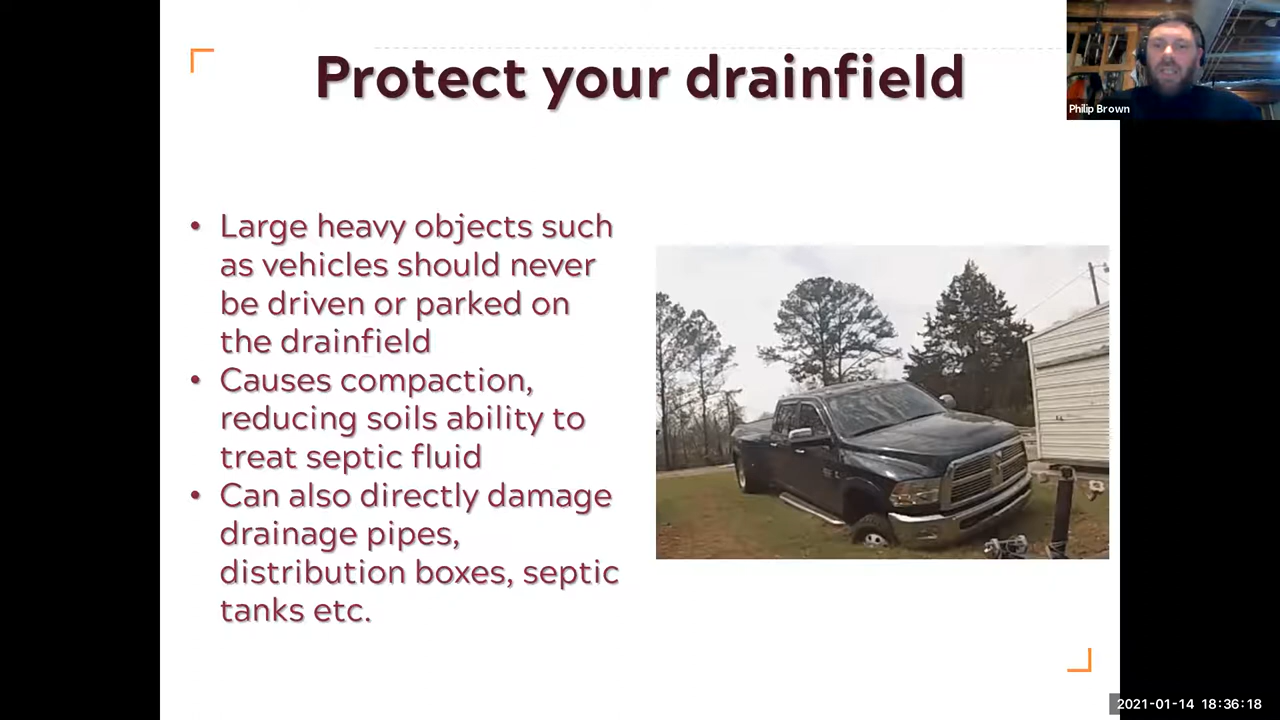 Protect your drainfield
Philip Brown
• Large heavy objects such
as vehicles should never
be driven or parked on
the drainfield
• Causes compaction,
reducing soils ability to
treat septic fluid
• Can also directly damage
drainage pipes,
distribution boxes, septic
tanks etc.
2021-01-14 18:36:18